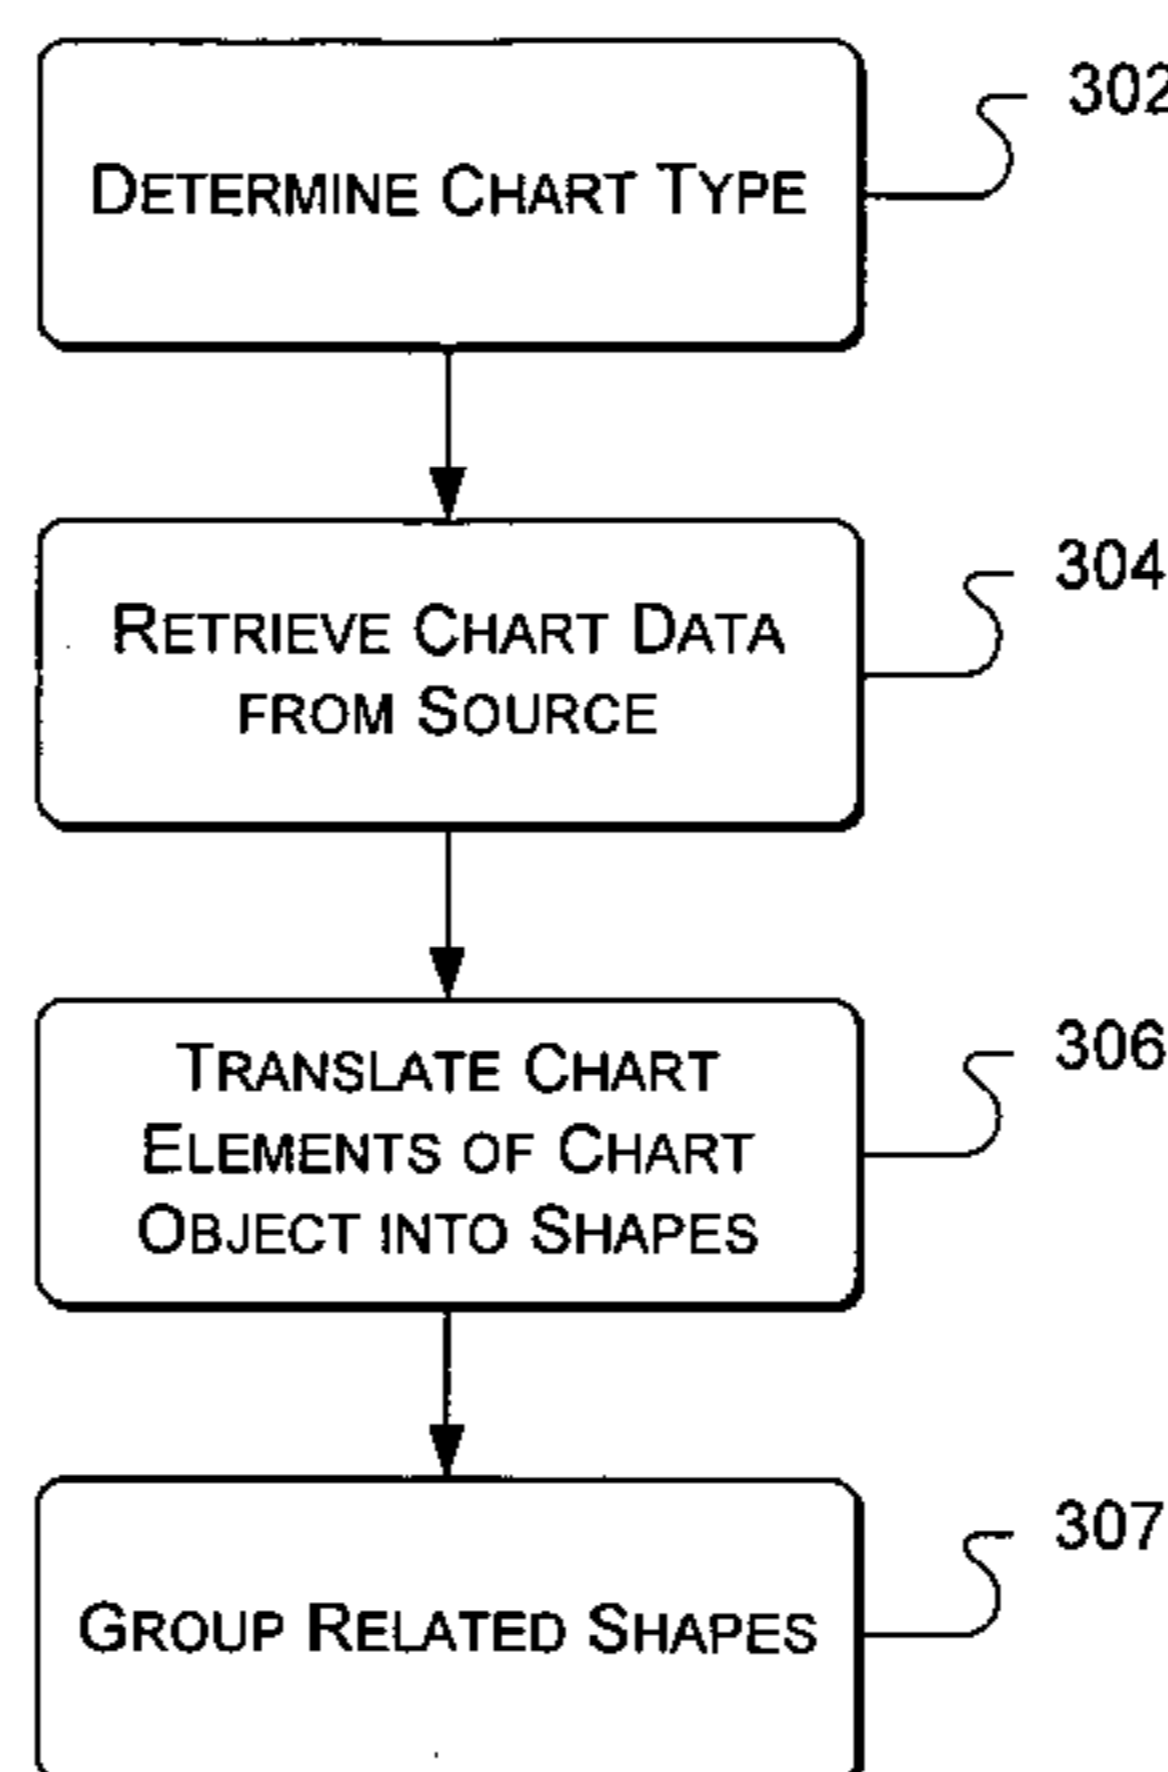 DETERMINE CHART TYPE
302
RETRIEVE CHART DATA
FROM SOURCE
304
TRANSLATE CHART
ELEMENTS OF CHART
OBJECT INTO SHAPES
306
GROUP RELATED SHAPES
307